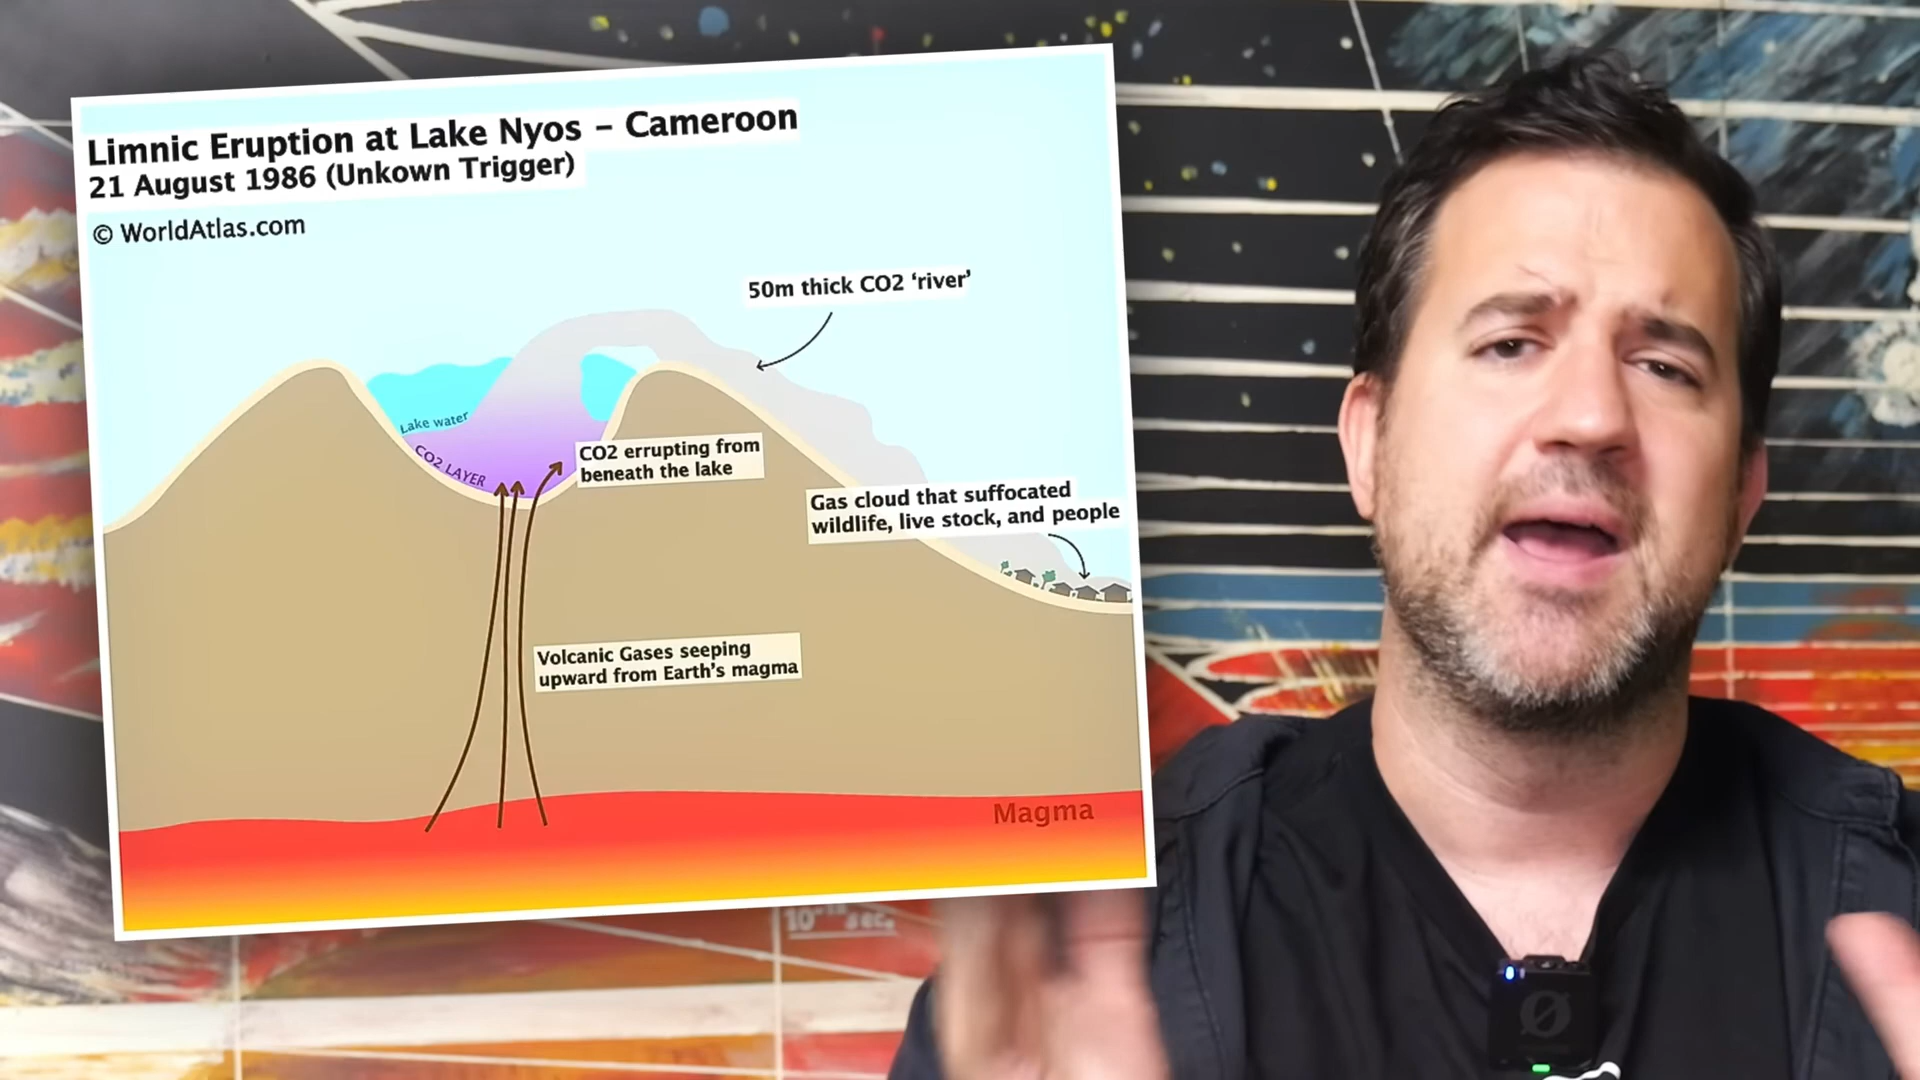 Limnic Eruption at Lake Nyos – Cameroon
21 August 1986 (Unkown Trigger)
© WorldAtlas.com
50m thick CO2 ‘river’
Lake water
CO2 LAYER
CO2 errupting from
beneath the lake
Gas cloud that suffocated
wildlife, live stock, and people
Volcanic Gases seeping
upward from Earth’s magma
Magma
sec.